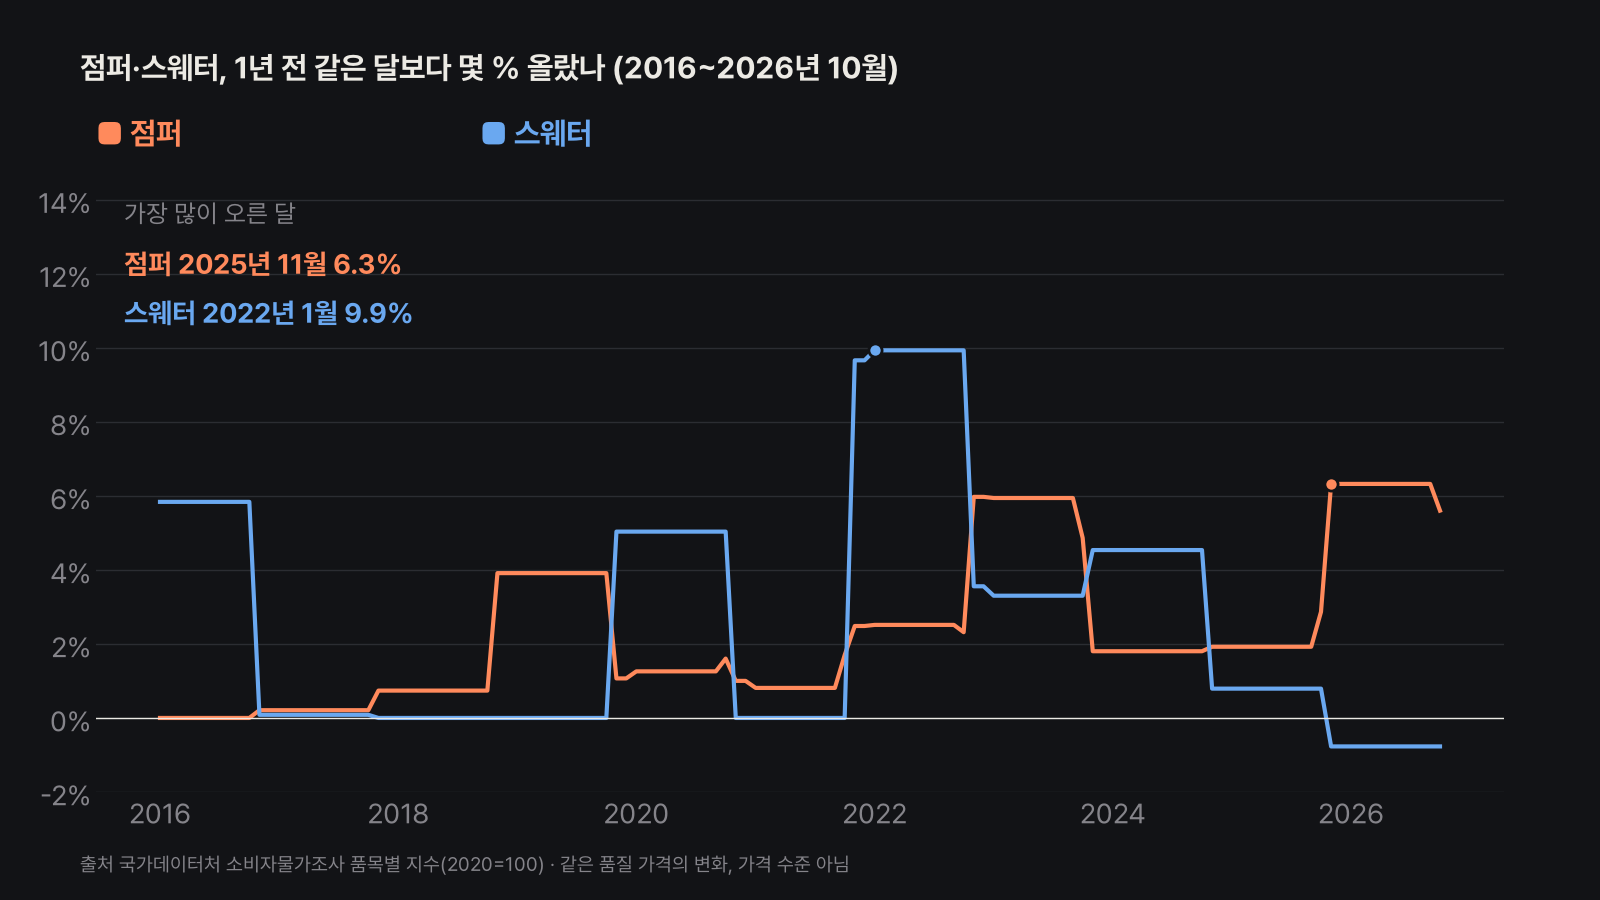 점퍼·스웨터, 1년 전 같은 달보다 몇 % 올랐나 (2016~2026년 10월)
점퍼
스웨터
14%
가장 많이 오른 달
점퍼 2025년 11월 6.3%
12%
스웨터 2022년 1월 9.9%
10%
8%
6%
4%
2%
0%
-2%
2016 2018 2020 2022 2024 2026
출처 국가데이터처 소비자물가조사 품목별 지수(2020=100) · 같은 품질 가격의 변화, 가격 수준 아님